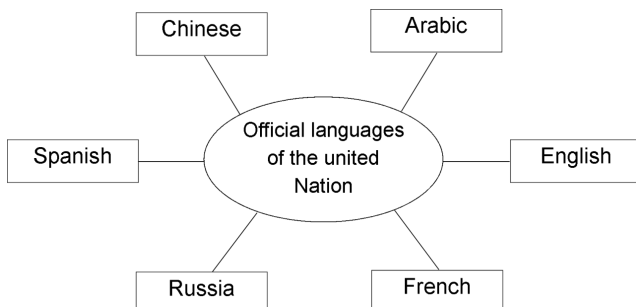 Chinese
Arabic
Official languages
of the united
Nation
Spanish
English
Russia
French